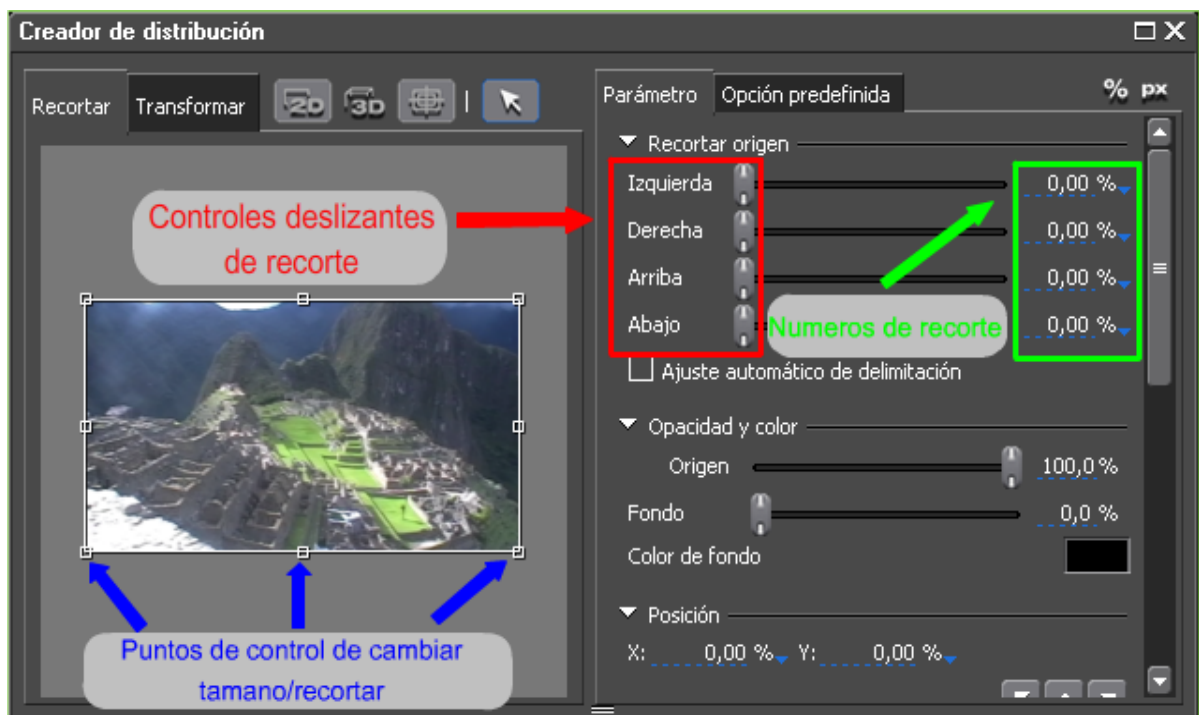 Creador de distribución
Recortar Transformar 2D 3D
Controles deslizantes
de recorte
Puntos de control de cambiar
tamano/recortar
Parámetro Opción predefinida % px
Recortar origen
Izquierda 0,00 %
Derecha 0,00 %
Arriba 0,00 %
Abajo 0,00 %
Numeros de recorte
Ajuste automático de delimitación
Opacidad y color
Origen 100,0 %
Fondo 0,0 %
Color de fondo
Posición
X: 0,00 % Y: 0,00 %